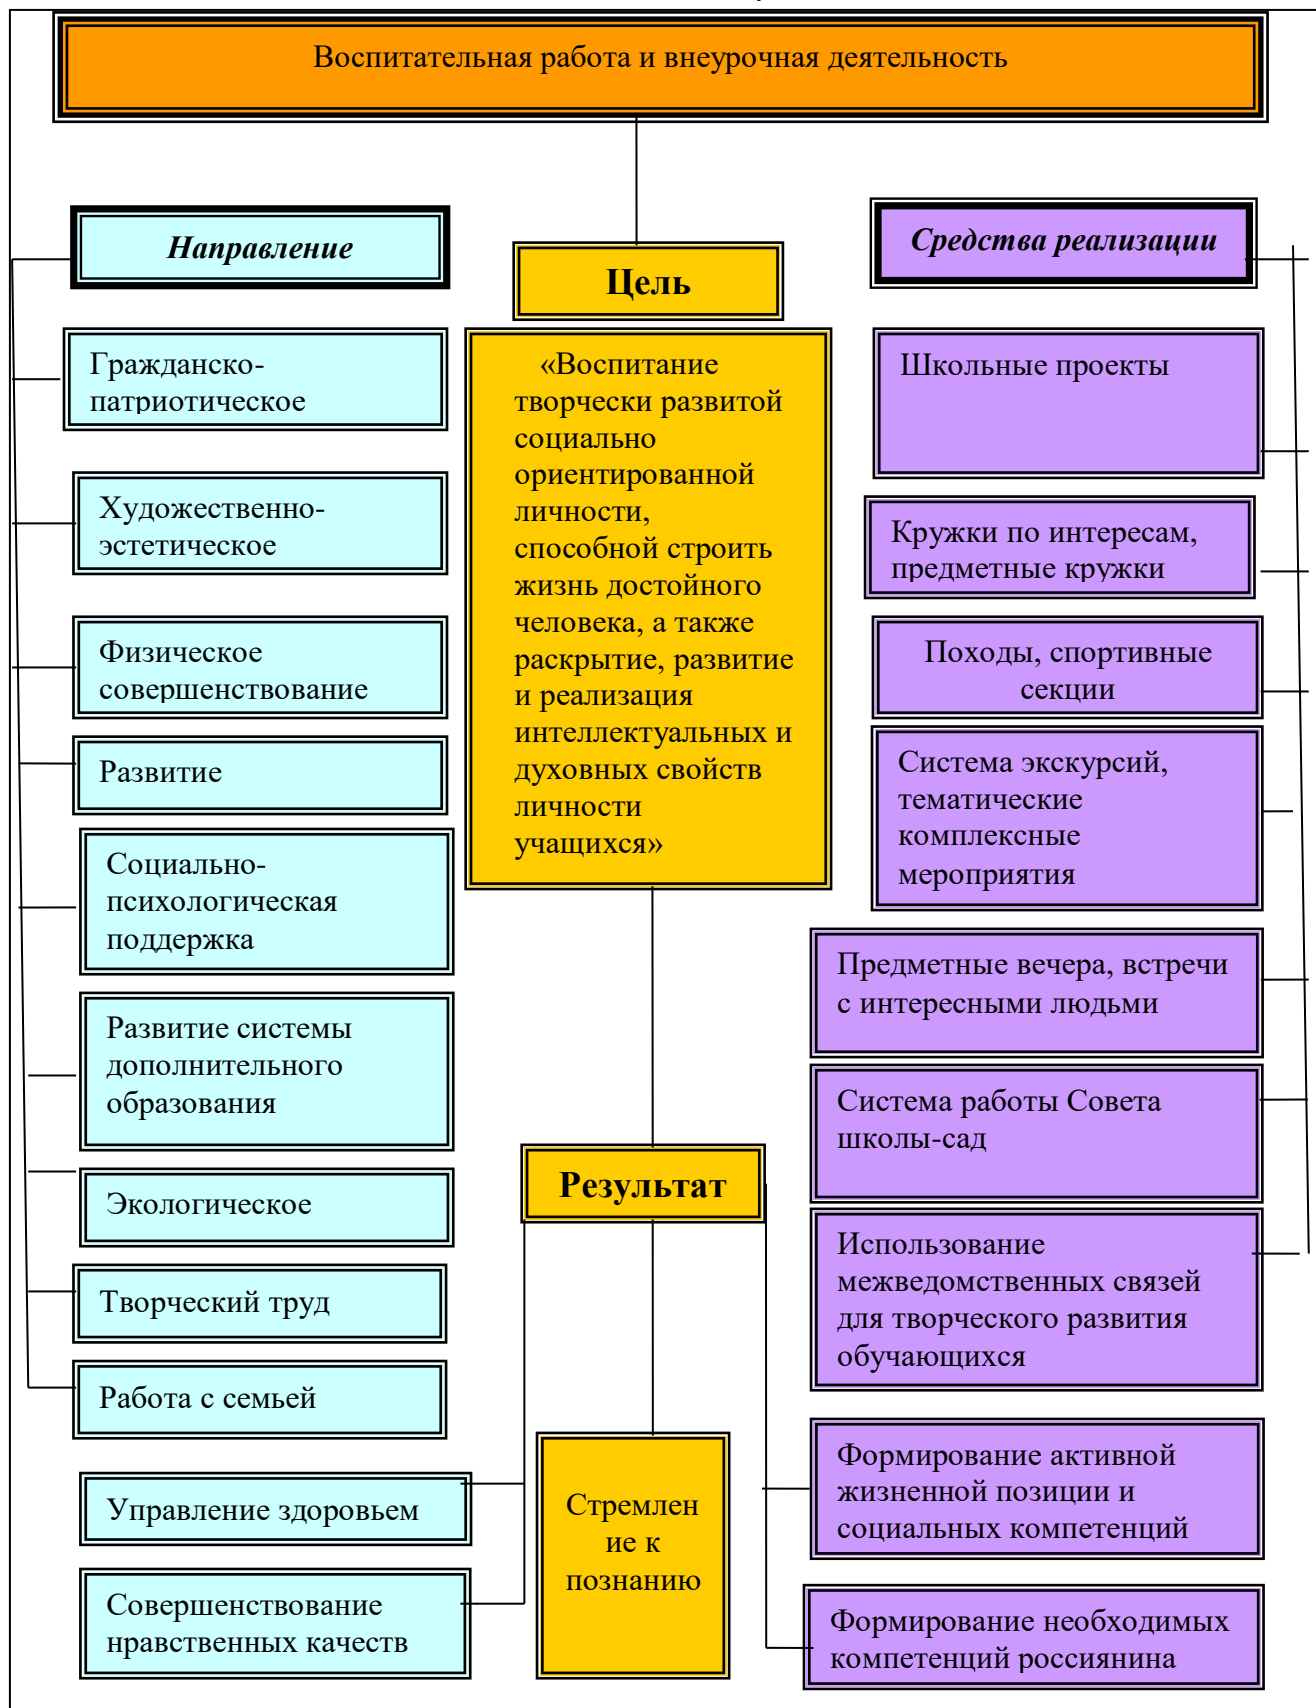 Воспитательная работа и внеурочная деятельность
Направление
Гражданско-
патриотическое
Художественно-
эстетическое
Физическое
совершенствование
Развитие
Социально-
психологическая
поддержка
Развитие системы
дополнительного
образования
Экологическое
Творческий труд
Работа с семьей
Цель
«Воспитание
творчески развитой
социально
ориентированной
личности,
способной строить
жизнь достойного
человека, а также
раскрытие, развитие
и реализация
интеллектуальных и
духовных свойств
личности
учащихся»
Средства реализации
Школьные проекты
Кружки по интересам,
предметные кружки
Походы, спортивные
секции
Система экскурсий,
тематические
комплексные
мероприятия
Предметные вечера, встречи
с интересными людьми
Система работы Совета
школы-сад
Использование
межведомственных связей
для творческого развития
обучающихся
Результат
Управление здоровьем
Совершенствование
нравственных качеств
Стремлен
ие к
познанию
Формирование активной
жизненной позиции и
социальных компетенций
Формирование необходимых
компетенций россиянина